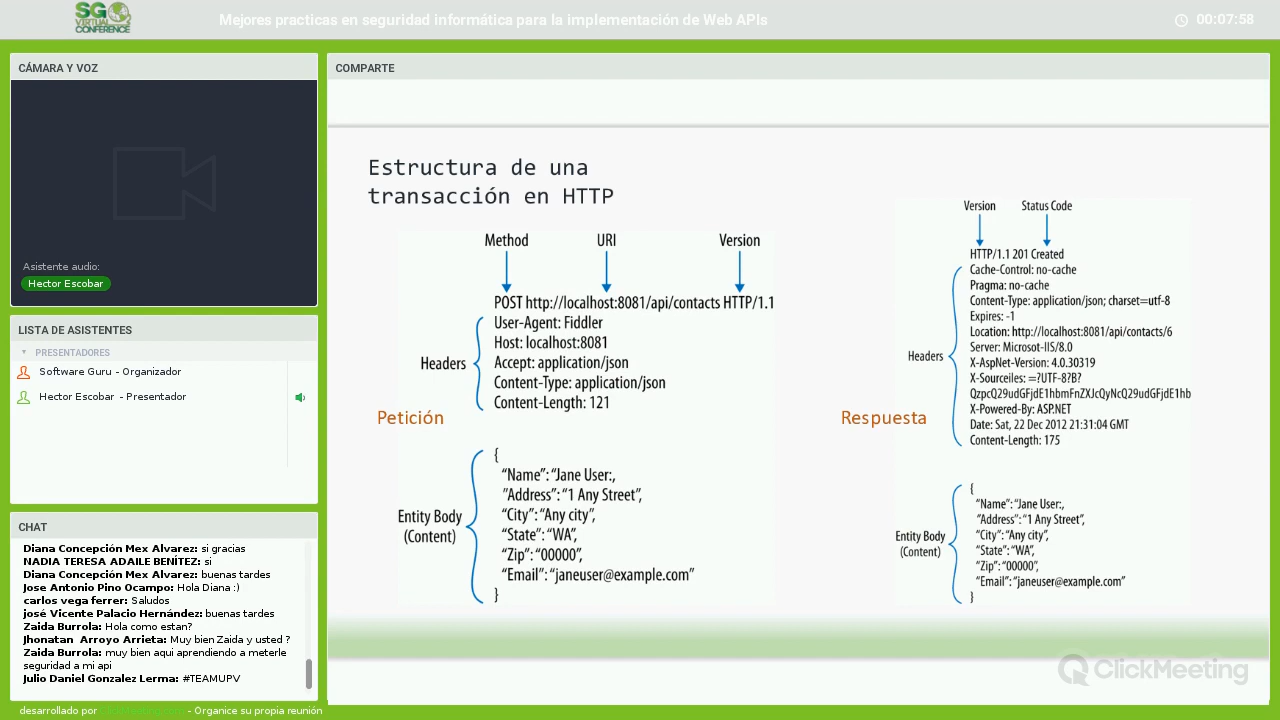 SG
VIRTUAL
CONFERENCE
Mejores practicas en seguridad informática para la implementación de Web APIs
00:07:58
CÁMARA Y VOZ
Asistente audio:
Hector Escobar
LISTA DE ASISTENTES
PRESENTADORES
Software Guru - Organizador
Hector Escobar - Presentador
CHAT
Diana Concepción Mex Alvarez: si gracias
NADIA TERESA ADAILE BENÍTEZ: si
Diana Concepción Mex Alvarez: buenas tardes
Jose Antonio Pino Ocampo: Hola Diana :)
carlos vega ferrer: Saludos
josé Vicente Palacio Hernández: buenas tardes
Zaida Burrola: Hola como estan?
Jhonatan Arroyo Arrieta: Muy bien Zaida y usted ?
Zaida Burrola: muy bien aqui aprendiendo a meterle
seguridad a mi api
Julio Daniel Gonzalez Lerma: #TEAMUPV
desarrollado por ClickMeeting.com - Organice su propia reunión
COMPARTE
Estructura de una
transacción en HTTP
Method URI Version
POST http://localhost:8081/api/contacts HTTP/1.1
User-Agent: Fiddler
Host: localhost:8081
Headers
Accept: application/json
Content-Type: application/json
Content-Length: 121
Petición
{
"Name": "Jane User:,
"Address": "1 Any Street",
"City": "Any city",
Entity Body
(Content)
"State": "WA",
"Zip": "00000",
"Email": "janeuser@example.com"
}
Version Status Code
HTTP/1.1 201 Created
Cache-Control: no-cache
Pragma: no-cache
Content-Type: application/json; charset=utf-8
Expires: -1
Location: http://localhost:8081/api/contacts/6
Server: Microsot-IIS/8.0
Headers
X-AspNet-Version: 4.0.30319
X-Sourceiles: =?UTF-8?B?
QzpcQ29udGFjdE1hbmFnZXJcQyNcQ29udGFjdE1hb
X-Powered-By: ASP.NET
Date: Sat, 22 Dec 2012 21:31:04 GMT
Content-Length: 175
Respuesta
{
"Name": "Jane User:,
"Address": "1 Any Street",
"City": "Any city",
Entity Body
(Content)
"State": "WA",
"Zip": "00000",
"Email": "janeuser@example.com"
}
ClickMeeting